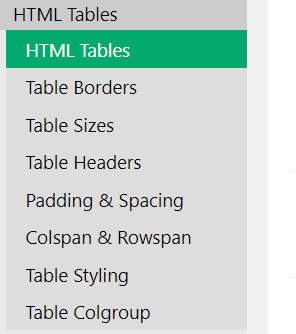 HTML Tables
HTML Tables
Table Borders
Table Sizes
Table Headers
Padding & Spacing
Colspan & Rowspan
Table Styling
Table Colgroup